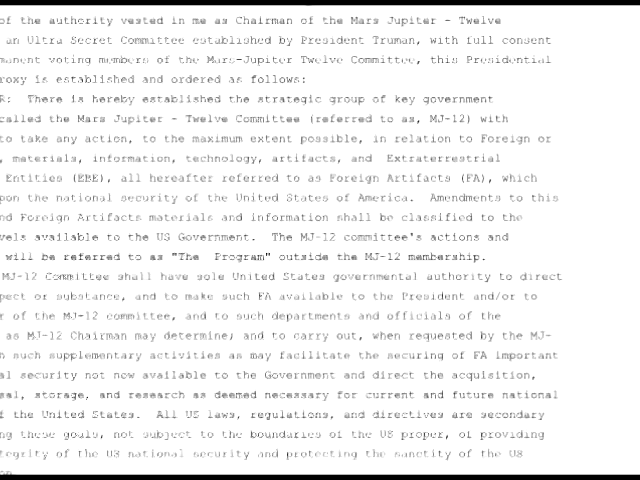 of the authority vested in me as Chairman of the Mars Jupiter - Twelve
an Ultra Secret Committee established by President Truman, with full consent
manent voting members of the Mars-Jupiter Twelve Committee, this Presidential
roxy is established and ordered as follows:
R:  There is hereby established the strategic group of key government
called the Mars Jupiter - Twelve Committee (referred to as, MJ-12) with
to take any action, to the maximum extent possible, in relation to Foreign or
, materials, information, technology, artifacts, and  Extraterrestrial
Entities (EBE), all hereafter referred to as Foreign Artifacts (FA), which
pon the national security of the United States of America.  Amendments to this
nd Foreign Artifacts materials and information shall be classified to the
vels available to the US Government.  The MJ-12 committee's actions and
will be referred to as "The  Program" outside the MJ-12 membership.
MJ-12 Committee shall have sole United States governmental authority to direct
pect or substance, and to make such FA available to the President and/or to
r of the MJ-12 committee, and to such departments and officials of the
as MJ-12 Chairman may determine; and to carry out, when requested by the MJ-
n such supplementary activities as may facilitate the securing of FA important
al security not now available to the Government and direct the acquisition,
sal, storage, and research as deemed necessary for current and future national
f the United States.  All US laws, regulations, and directives are secondary
ng these goals, not subject to the boundaries of the US proper, of providing
tegrity of the US national security and protecting the sanctity of the US